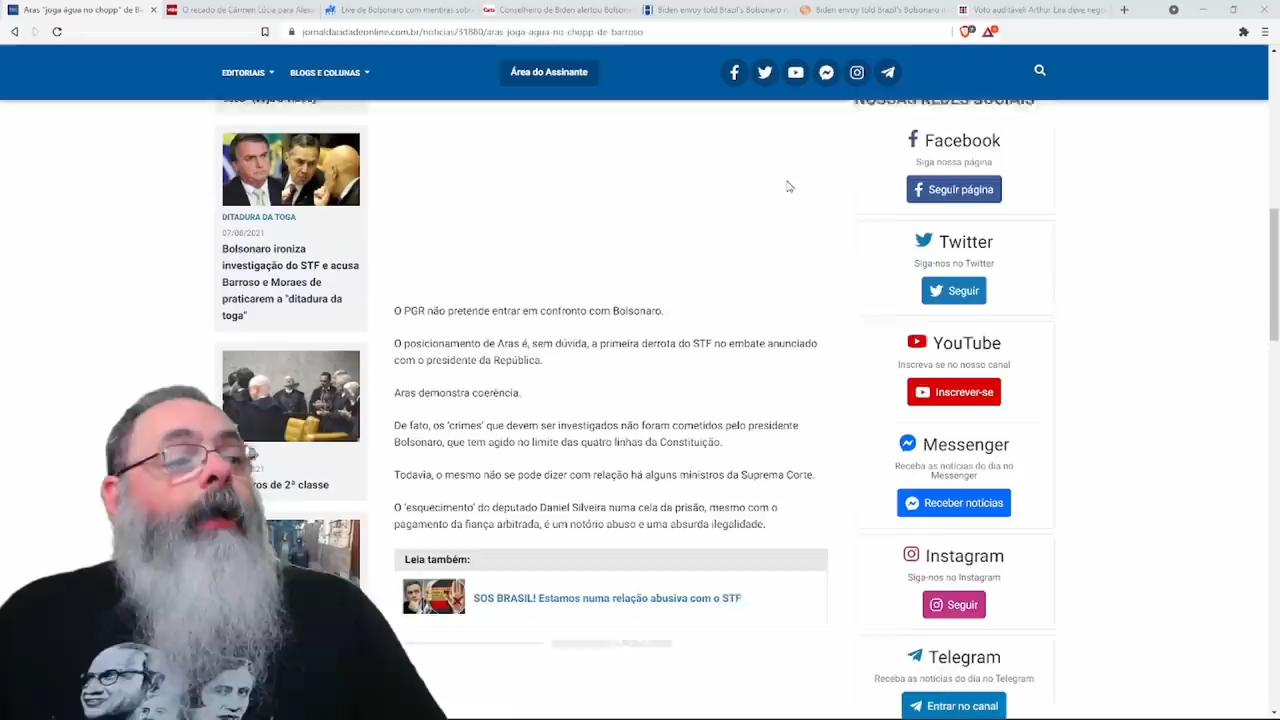 Aras "joga água no chopp" de B
O recado de Cármen Lúcia para Alex
Live de Bolsonaro com mentiras sobre
Conselheiro de Biden alertou Bolsonar
Biden envoy told Brazil's Bolsonaro n
Biden envoy told Brazil's Bolsonaro n
Voto auditável: Arthur Lira deve nego
jornaldacidadeonline.com.br/noticias/31880/aras-joga-agua-no-chopp-de-barroso
EDITORIAIS
BLOGS E COLUNAS
Área do Assinante
NOSSAS REDES SOCIAIS
DITADURA DA TOGA
07/08/2021
Bolsonaro ironiza
investigação do STF e acusa
Barroso e Moraes de
praticarem a "ditadura da
toga"
de 2ª classe
O PGR não pretende entrar em confronto com Bolsonaro.
O posicionamento de Aras é, sem dúvida, a primeira derrota do STF no embate anunciado
com o presidente da República.
Aras demonstra coerência.
De fato, os 'crimes' que devem ser investigados não foram cometidos pelo presidente
Bolsonaro, que tem agido no limite das quatro linhas da Constituição.
Todavia, o mesmo não se pode dizer com relação há alguns ministros da Suprema Corte.
O 'esquecimento' do deputado Daniel Silveira numa cela da prisão, mesmo com o
pagamento da fiança arbitrada, é um notório abuso e uma absurda ilegalidade.
Leia também:
SOS BRASIL! Estamos numa relação abusiva com o STF
Facebook
Siga nossa página
Seguir página
Twitter
Siga-nos no Twitter
Seguir
YouTube
Inscreva se no nosso canal
Inscrever-se
Messenger
Receba as notícias do dia no
Messenger
Receber notícias
Instagram
Siga-nos no Instagram
Seguir
Telegram
Receba as notícias do dia no Telegram
Entrar no canal